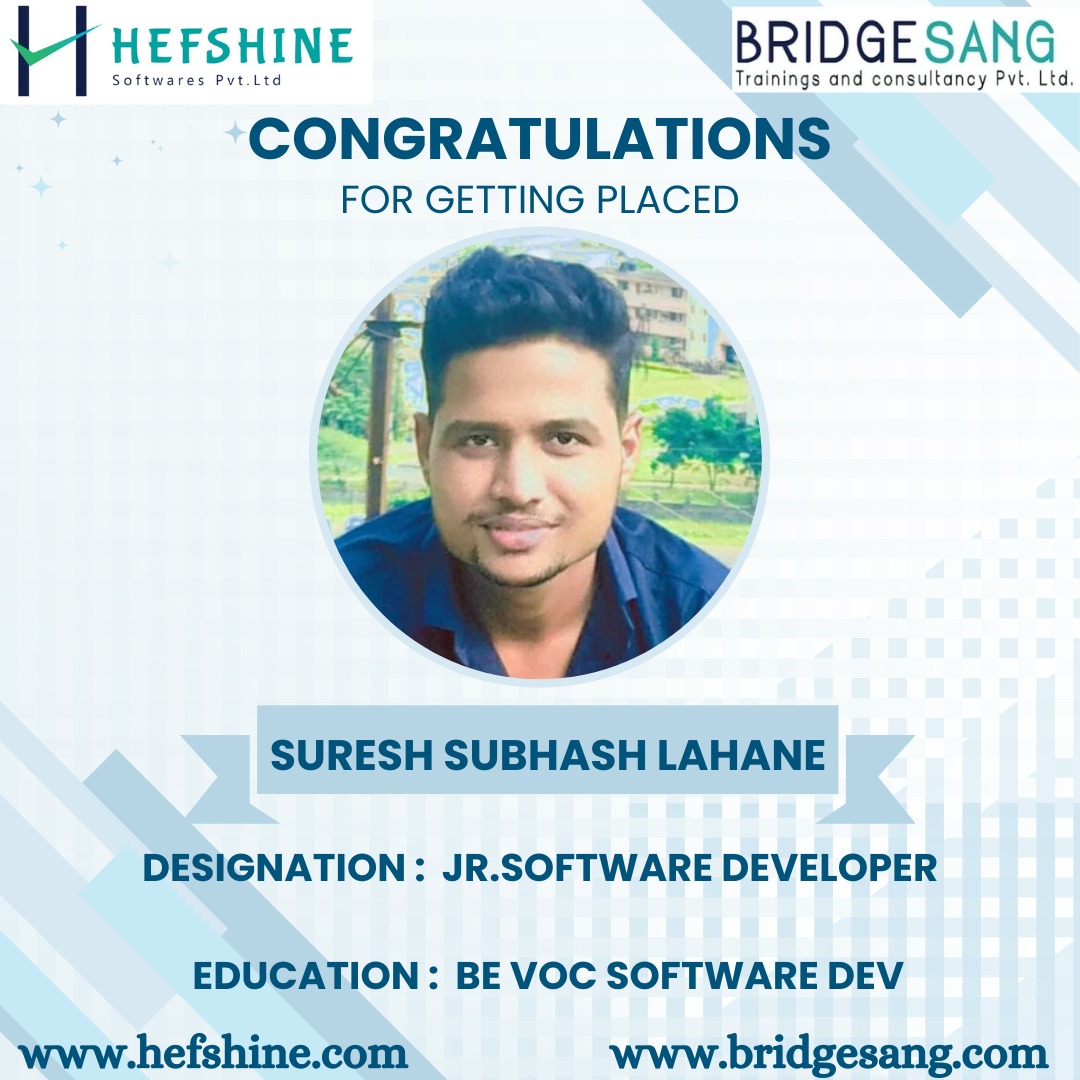 HEFSHINE
Softwares Pvt.Ltd
BRIDGESANG
Trainings and consultancy Pvt. Ltd.
CONGRATULATIONS
FOR GETTING PLACED
SURESH SUBHASH LAHANE
DESIGNATION : JR.SOFTWARE DEVELOPER
EDUCATION : BE VOC SOFTWARE DEV
www.hefshine.com
www.bridgesang.com